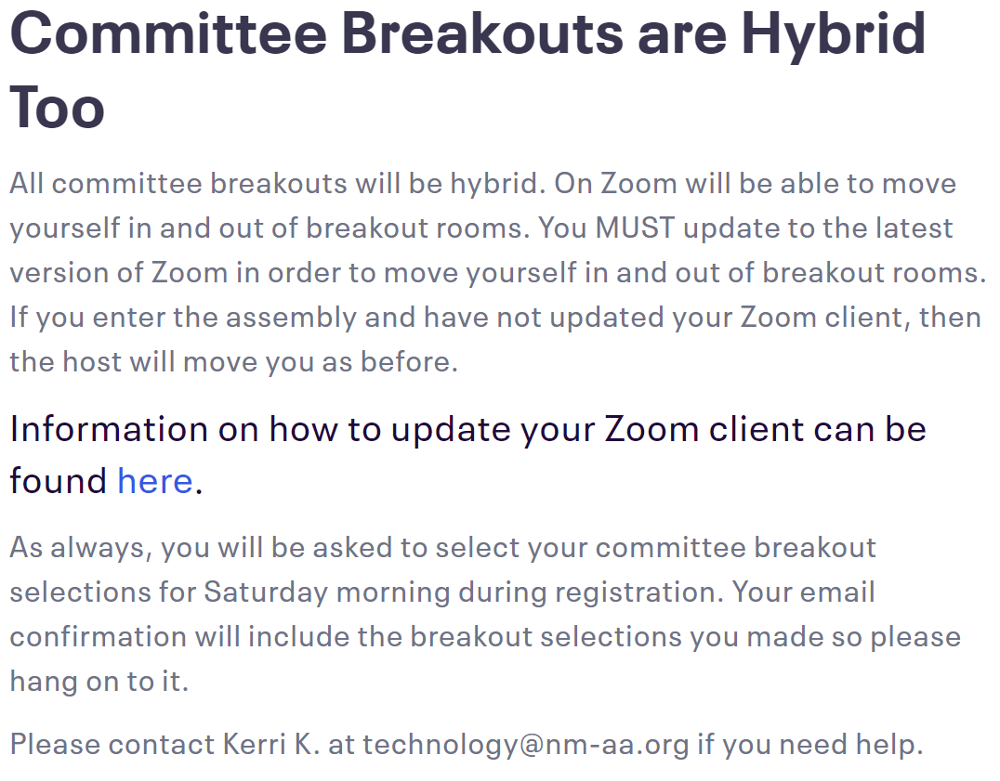 Committee Breakouts are Hybrid
Too
All committee breakouts will be hybrid. On Zoom will be able to move
yourself in and out of breakout rooms. You MUST update to the latest
version of Zoom in order to move yourself in and out of breakout rooms.
If you enter the assembly and have not updated your Zoom client, then
the host will move you as before.
Information on how to update your Zoom client can be
found here.
As always, you will be asked to select your committee breakout
selections for Saturday morning during registration. Your email
confirmation will include the breakout selections you made so please
hang on to it.
Please contact Kerri K. at technology@nm-aa.org if you need help.